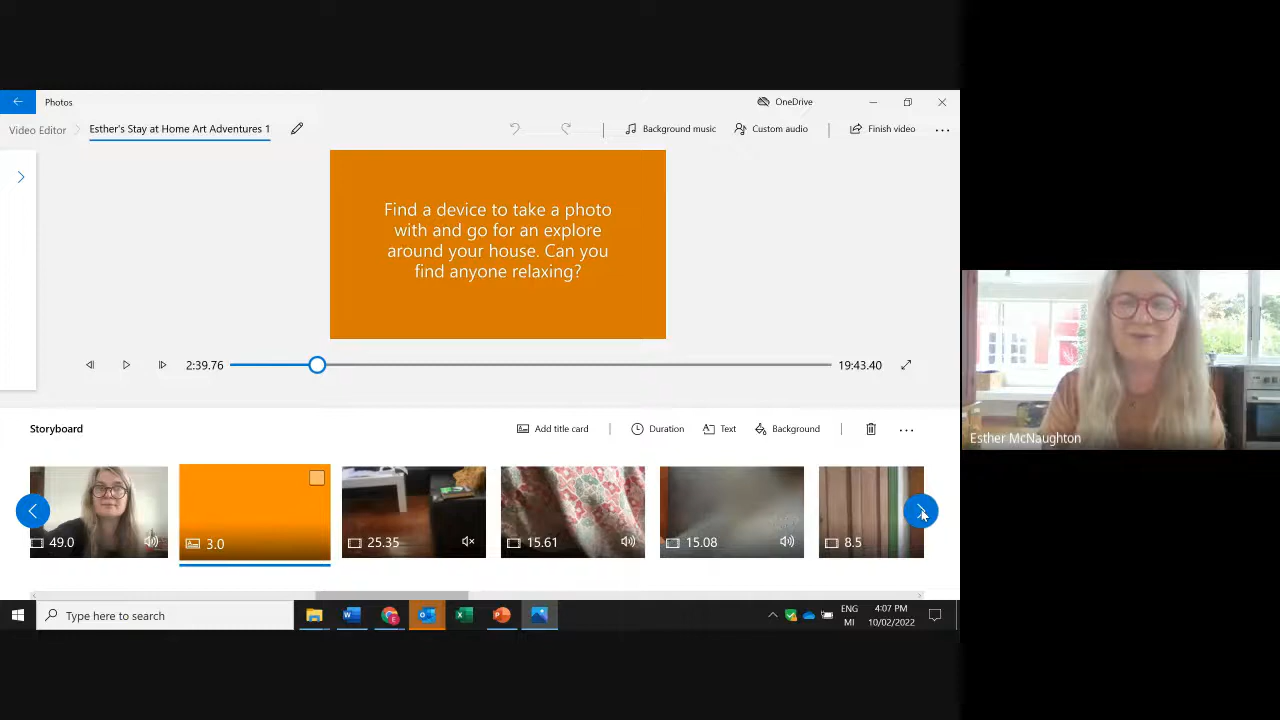 Photos
OneDrive
Video Editor
Esther's Stay at Home Art Adventures 1
Background music
Custom audio
Finish video
Find a device to take a photo
with and go for an explore
around your house. Can you
find anyone relaxing?
2:39.76
19:43.40
Storyboard
Add title card
Duration
Text
Background
49.0
3.0
25.35
15.61
15.08
8.5
Esther McNaughton
Type here to search
ENG
MI
4:07 PM
10/02/2022